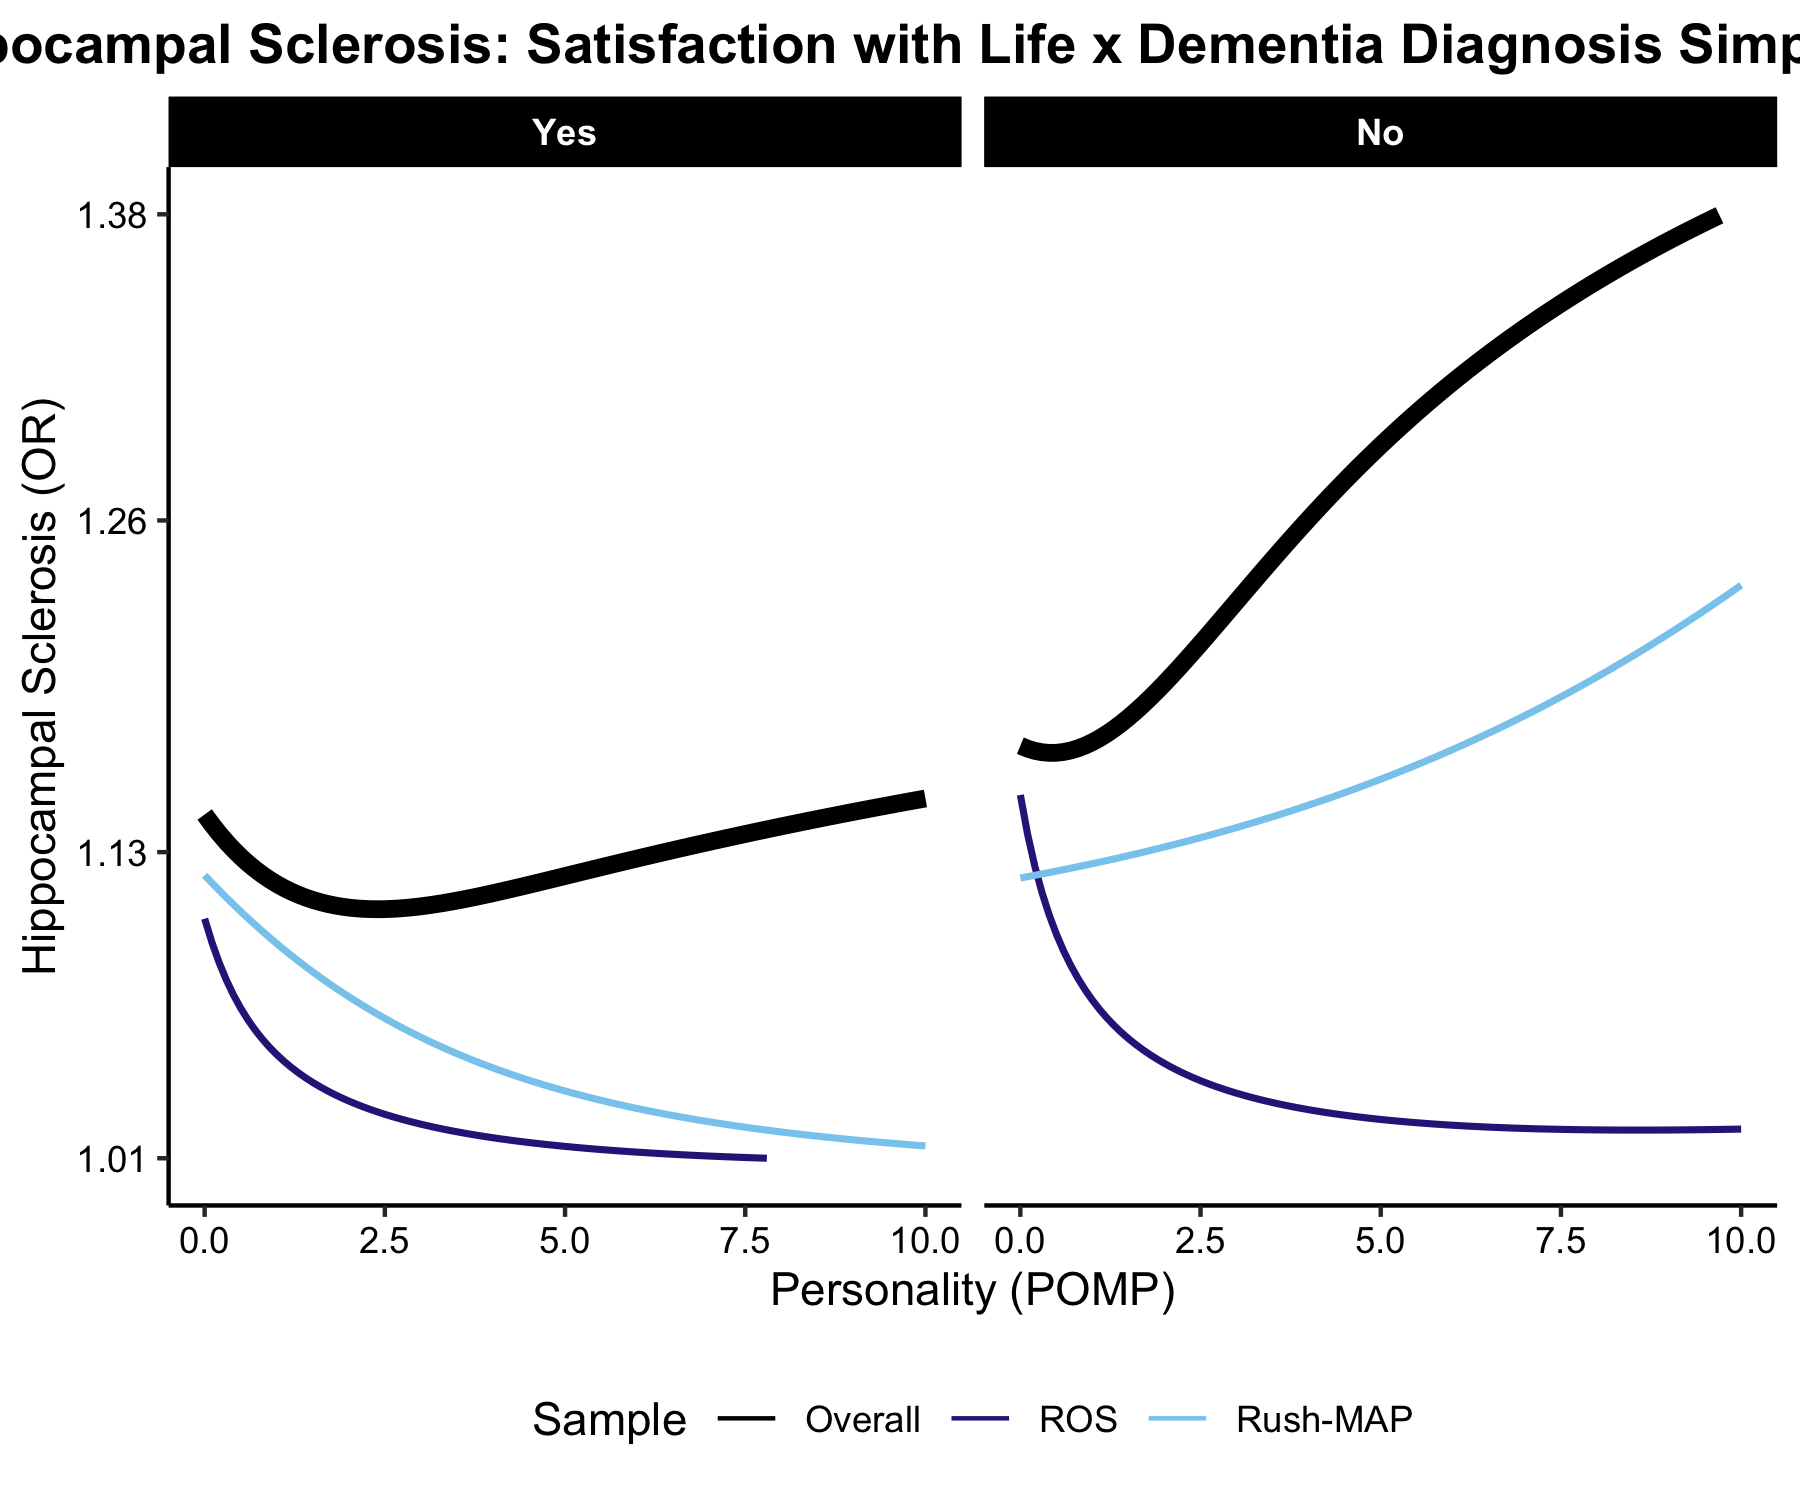 pocampal Sclerosis: Satisfaction with Life x Dementia Diagnosis Simp
Yes
No
Hippocampal Sclerosis (OR)
1.38
1.26
1.13
1.01
0.0 2.5 5.0 7.5 10.0
0.0 2.5 5.0 7.5 10.0
Personality (POMP)
Sample Overall ROS Rush-MAP